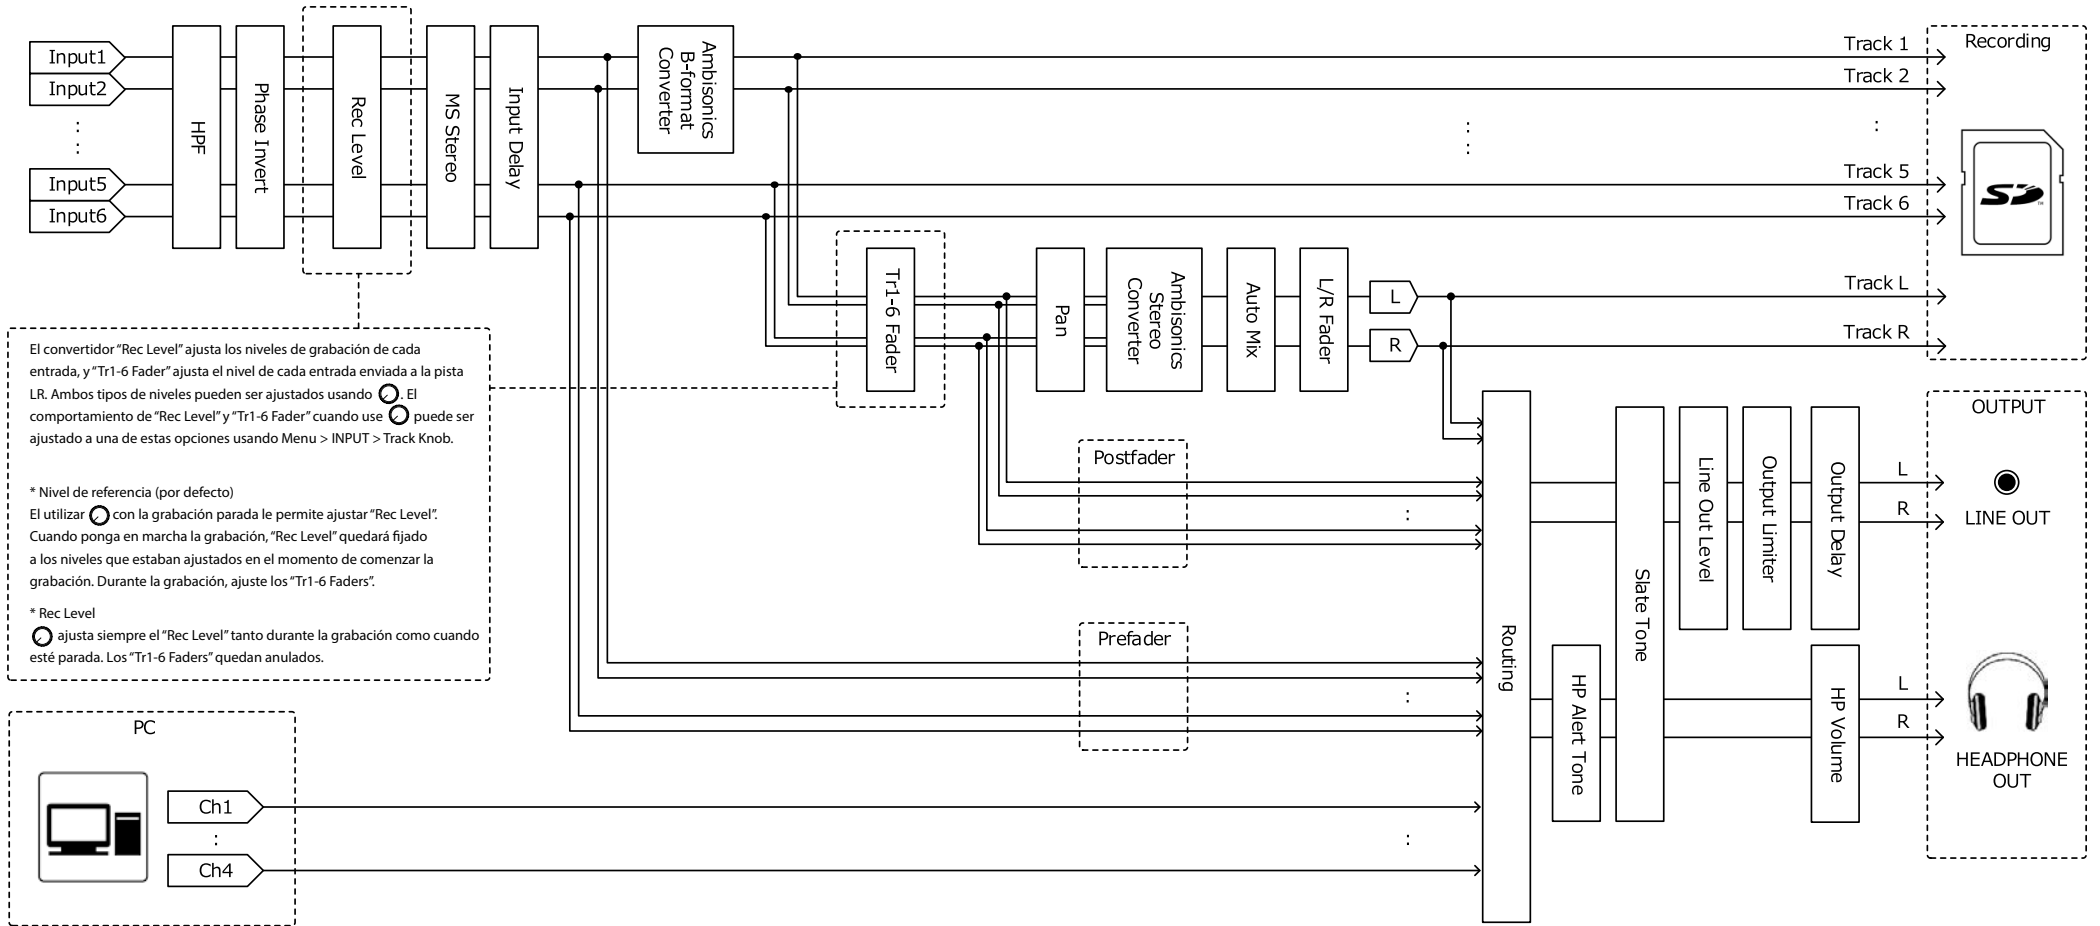 Input1
Input2
Input5
Input6
HPF
Phase Invert
Rec Level
MS Stereo
Input Delay
Ambisonics
B-format
Converter
Track 1
Track 2
Track 5
Track 6
Track L
Track R
Recording
SD
TM
Tr1-6 Fader
Pan
Ambisonics
Stereo
Converter
Auto Mix
L/R Fader
L
R
El convertidor “Rec Level” ajusta los niveles de grabación de cada
entrada, y “Tr1-6 Fader” ajusta el nivel de cada entrada enviada a la pista
LR. Ambos tipos de niveles pueden ser ajustados usando . El
comportamiento de “Rec Level” y “Tr1-6 Fader” cuando use puede ser
ajustado a una de estas opciones usando Menu > INPUT > Track Knob.
* Nivel de referencia (por defecto)
El utilizar con la grabación parada le permite ajustar “Rec Level”.
Cuando ponga en marcha la grabación, “Rec Level” quedará fijado
a los niveles que estaban ajustados en el momento de comenzar la
grabación. Durante la grabación, ajuste los “Tr1-6 Faders”.
* Rec Level
ajusta siempre el “Rec Level” tanto durante la grabación como cuando
esté parada. Los “Tr1-6 Faders” quedan anulados.
Postfader
Prefader
Routing
HP Alert Tone
Slate Tone
Line Out Level
Output Limiter
Output Delay
HP Volume
L
R
L
R
OUTPUT
LINE OUT
HEADPHONE
OUT
PC
Ch1
Ch4